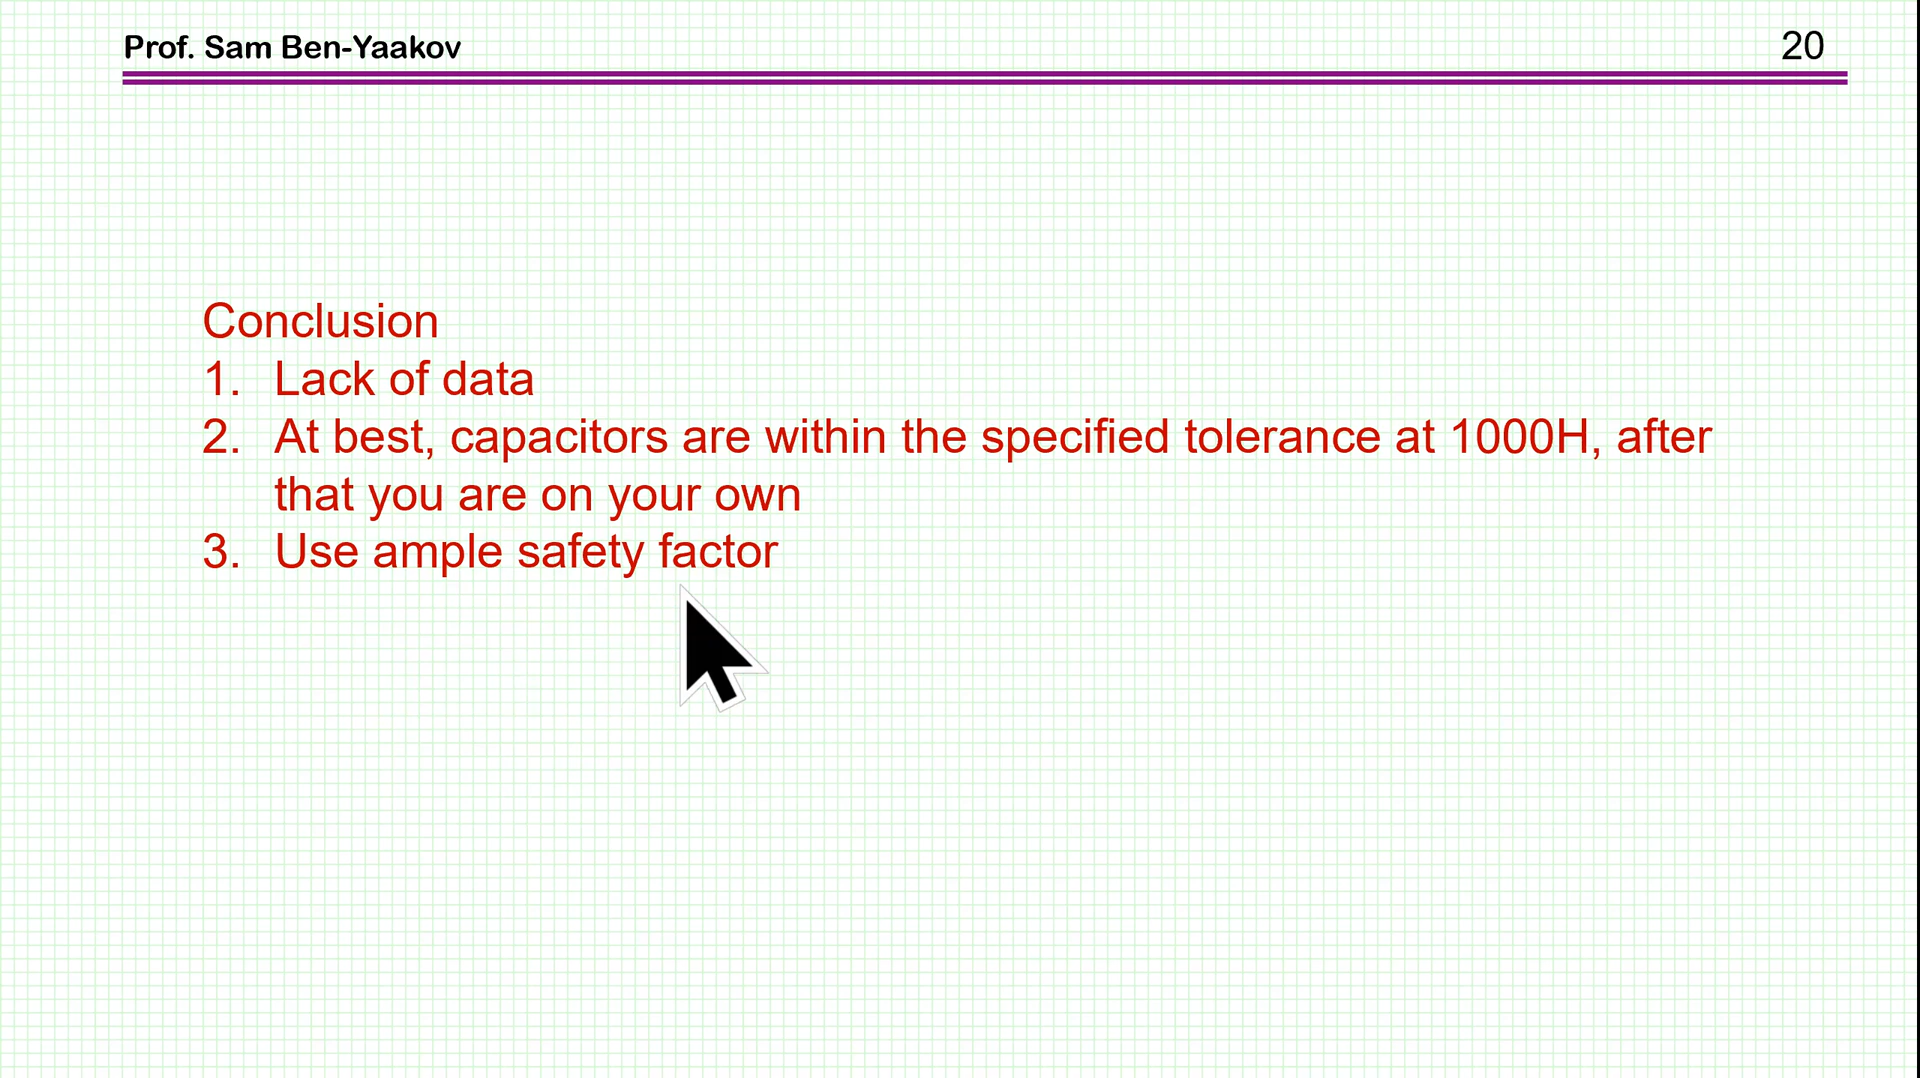 Prof. Sam Ben-Yaakov
20
Conclusion
1. Lack of data
2. At best, capacitors are within the specified tolerance at 1000H, after
that you are on your own
3. Use ample safety factor